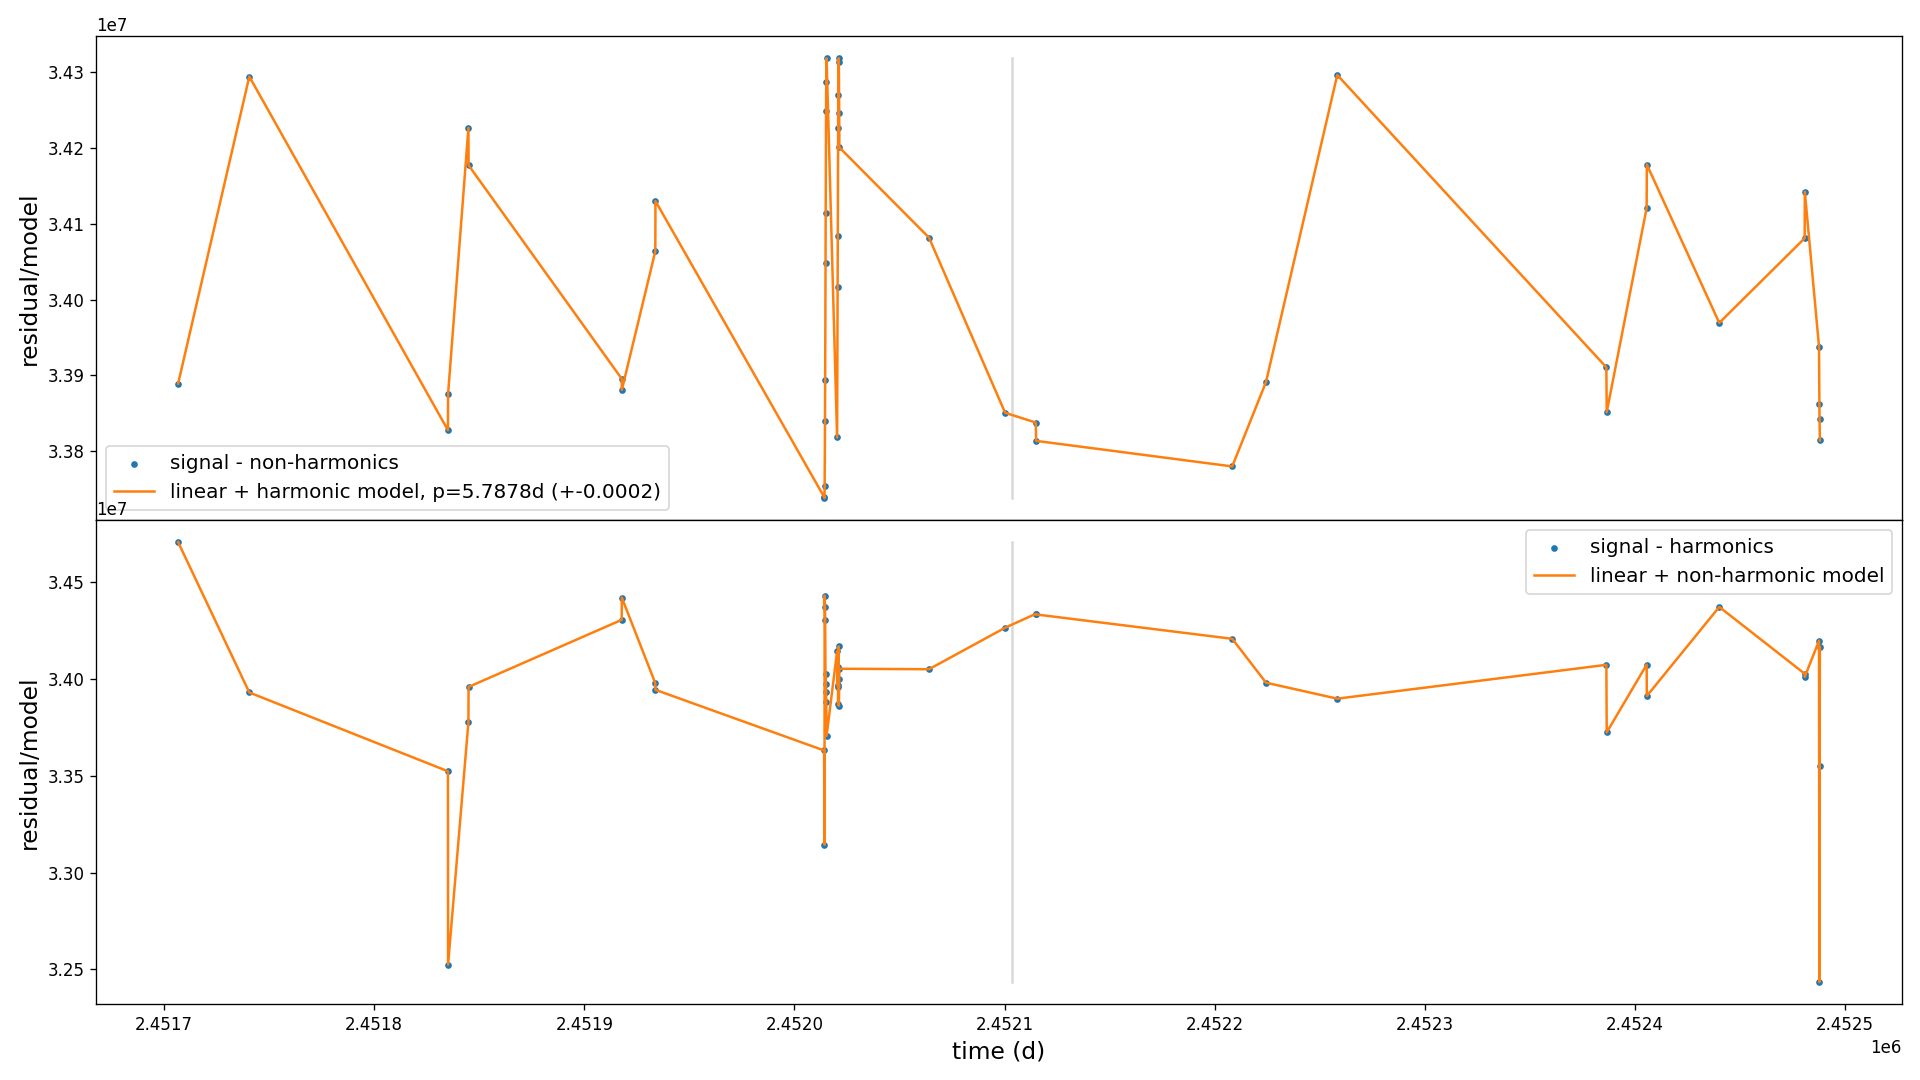 1e7
3.43
3.42
3.41
3.40
3.39
3.38
residual/model
signal - non-harmonics
linear + harmonic model, p=5.7878d (+-0.0002)
1e7
3.45
3.40
3.35
3.30
3.25
residual/model
signal - harmonics
linear + non-harmonic model
2.4517 2.4518 2.4519 2.4520 2.4521 2.4522 2.4523 2.4524 2.4525
1e6
time (d)